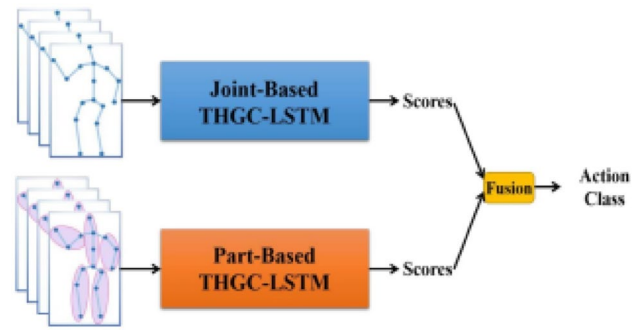 Joint-Based
THGC-LSTM
Scores
Fusion
Action
Class
Part-Based
THGC-LSTM
Scores